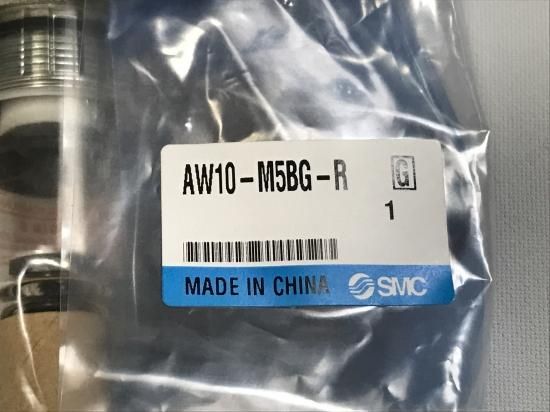 AW10-M5BG-R G
1
MADE IN CHINA SMC